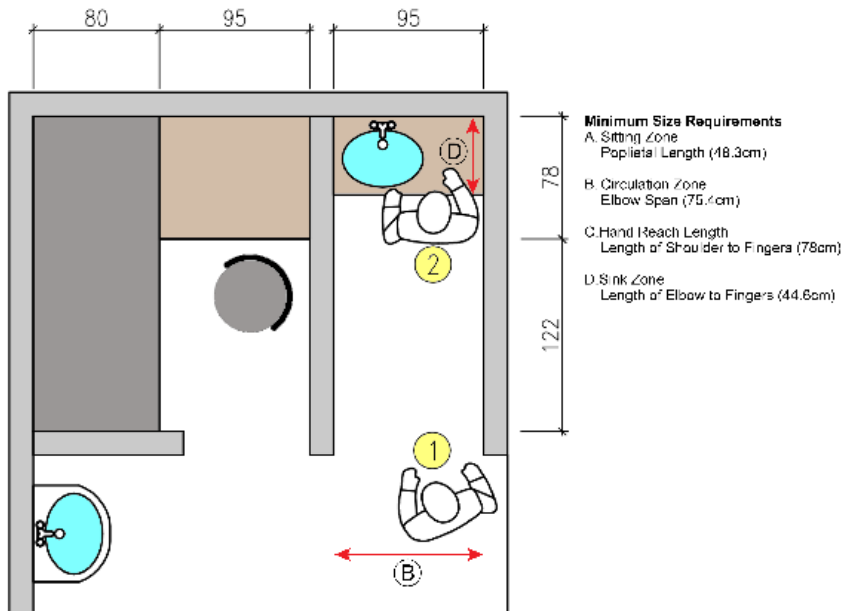 80
95
95
Minimum Size Requirements
A. Sitting Zone
Poplietal Length (48.3cm)
B. Circulation Zone
Elbow Span (75.4cm)
C.Hand Reach Length
Length of Shoulder to Fingers (78cm)
D.Sink Zone
Length of Elbow to Fingers (44.6cm)
D
78
2
122
1
B